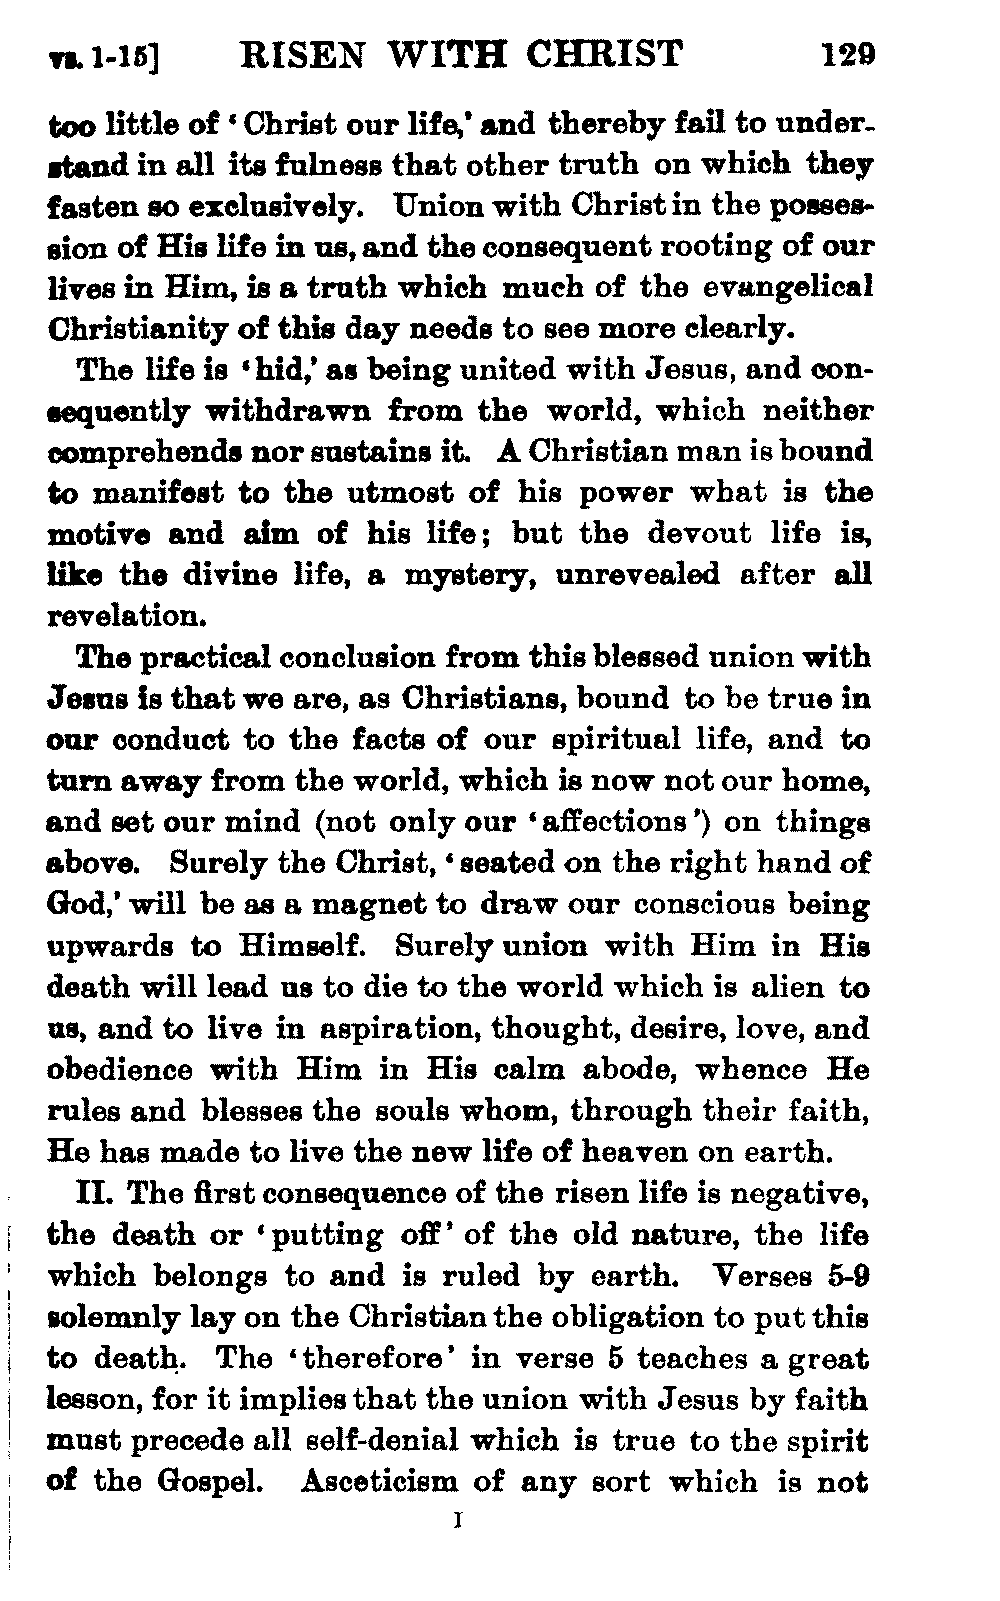 vs. 1-15] RISEN WITH CHRIST 129
too little of ‘Christ our life,’ and thereby fail to under-
stand in all its fulness that other truth on which they
fasten so exclusively. Union with Christ in the posses-
sion of His life in us, and the consequent rooting of our
lives in Him, is a truth which much of the evangelical
Christianity of this day needs to see more clearly.
The life is ‘hid,’ as being united with Jesus, and con-
sequently withdrawn from the world, which neither
comprehends nor sustains it. A Christian man is bound
to manifest to the utmost of his power what is the
motive and aim of his life; but the devout life is,
like the divine life, a mystery, unrevealed after all
revelation.
The practical conclusion from this blessed union with
Jesus is that we are, as Christians, bound to be true in
our conduct to the facts of our spiritual life, and to
turn away from the world, which is now not our home,
and set our mind (not only our ‘affections’) on things
above. Surely the Christ, ‘seated on the right hand of
God,’ will be as a magnet to draw our conscious being
upwards to Himself. Surely union with Him in His
death will lead us to die to the world which is alien to
us, and to live in aspiration, thought, desire, love, and
obedience with Him in His calm abode, whence He
rules and blesses the souls whom, through their faith,
He has made to live the new life of heaven on earth.
II. The first consequence of the risen life is negative,
the death or ‘putting off’ of the old nature, the life
which belongs to and is ruled by earth. Verses 5-9
solemnly lay on the Christian the obligation to put this
to death. The ‘therefore’ in verse 5 teaches a great
lesson, for it implies that the union with Jesus by faith
must precede all self-denial which is true to the spirit
of the Gospel. Asceticism of any sort which is not
I